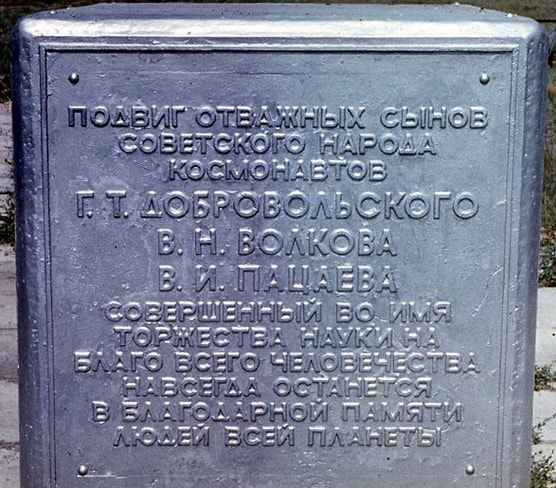 ПОДВИГ ОТВАЖНЫХ СЫНОВ
СОВЕТСКОГО НАРОДА
КОСМОНАВТОВ
Г. Т. ДОБРОВОЛЬСКОГО
В. Н. ВОЛКОВА
В. И. ПАЦАЕВА
СОВЕРШЕННЫЙ ВО ИМЯ
ТОРЖЕСТВА НАУКИ НА
БЛАГО ВСЕГО ЧЕЛОВЕЧЕСТВА
НАВСЕГДА ОСТАНЕТСЯ
В БЛАГОДАРНОЙ ПАМЯТИ
ЛЮДЕЙ ВСЕЙ ПЛАНЕТЫ